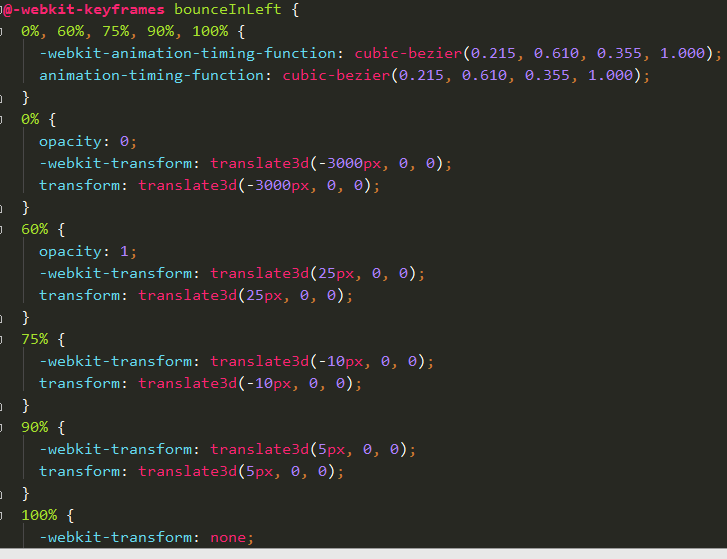 @-webkit-keyframes bounceInLeft {
0%, 60%, 75%, 90%, 100% {
-webkit-animation-timing-function: cubic-bezier(0.215, 0.610, 0.355, 1.000);
animation-timing-function: cubic-bezier(0.215, 0.610, 0.355, 1.000);
}
0% {
opacity: 0;
-webkit-transform: translate3d(-3000px, 0, 0);
transform: translate3d(-3000px, 0, 0);
}
60% {
opacity: 1;
-webkit-transform: translate3d(25px, 0, 0);
transform: translate3d(25px, 0, 0);
}
75% {
-webkit-transform: translate3d(-10px, 0, 0);
transform: translate3d(-10px, 0, 0);
}
90% {
-webkit-transform: translate3d(5px, 0, 0);
transform: translate3d(5px, 0, 0);
}
100% {
-webkit-transform: none;